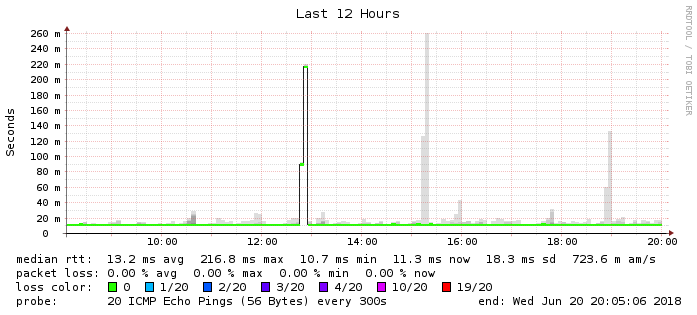 Last 12 Hours
RRDTOOL / TOBI OETIKER
Seconds
260 m
240 m
220 m
200 m
180 m
160 m
140 m
120 m
100 m
80 m
60 m
40 m
20 m
0
10:00 12:00 14:00 16:00 18:00 20:00
median rtt: 13.2 ms avg 216.8 ms max 10.7 ms min 11.3 ms now 18.3 ms sd 723.6 m am/s
packet loss: 0.00 % avg 0.00 % max 0.00 % min 0.00 % now
loss color: 0 1/20 2/20 3/20 4/20 10/20 19/20
probe: 20 ICMP Echo Pings (56 Bytes) every 300s end: Wed Jun 20 20:05:06 2018